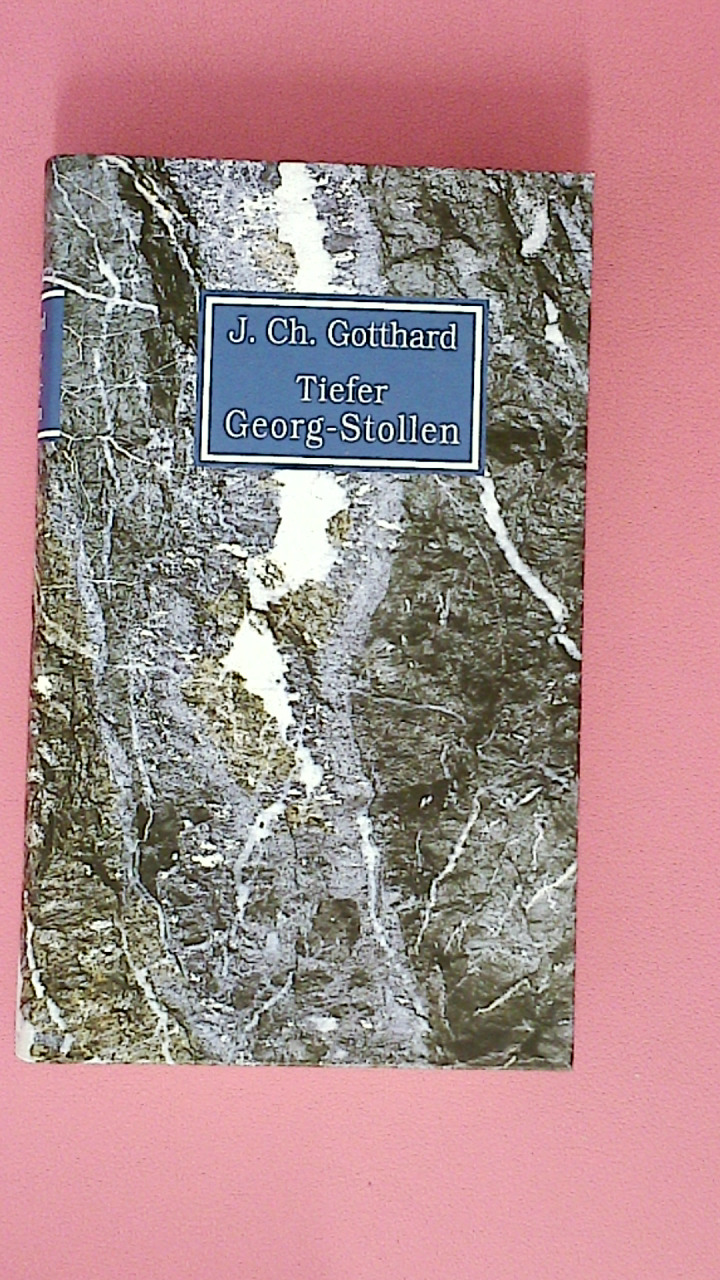 J. Ch. Gotthard
Tiefer
Georg-Stollen